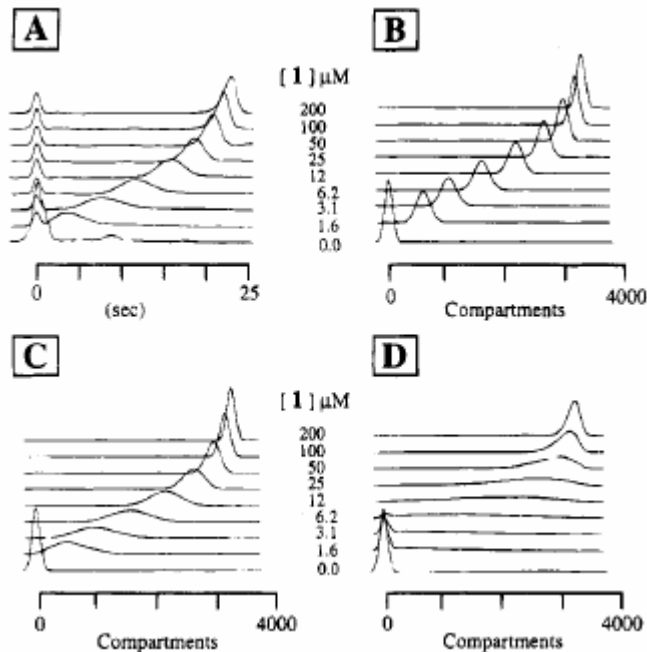 A
B
[1] μM
200
100
50
25
12
6.2
3.1
1.6
0.0
0
25
(sec)
0
4000
Compartments
C
D
[1] μM
200
100
50
25
12
6.2
3.1
1.6
0.0
0
4000
Compartments
0
4000
Compartments